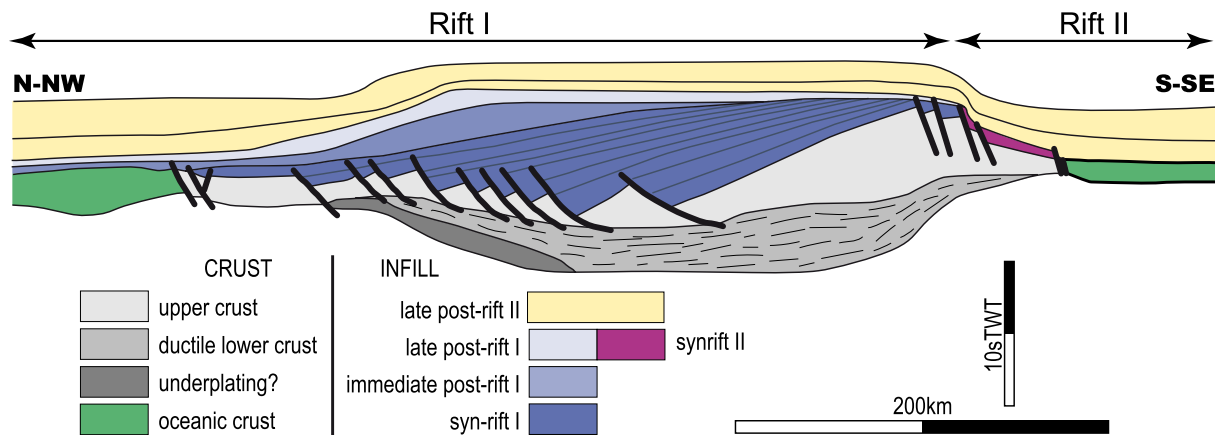 Rift I
Rift II
N-NW
S-SE
CRUST
INFILL
upper crust
ductile lower crust
underplating?
oceanic crust
late post-rift II
late post-rift I
synrift II
immediate post-rift I
syn-rift I
10sTWT
200km